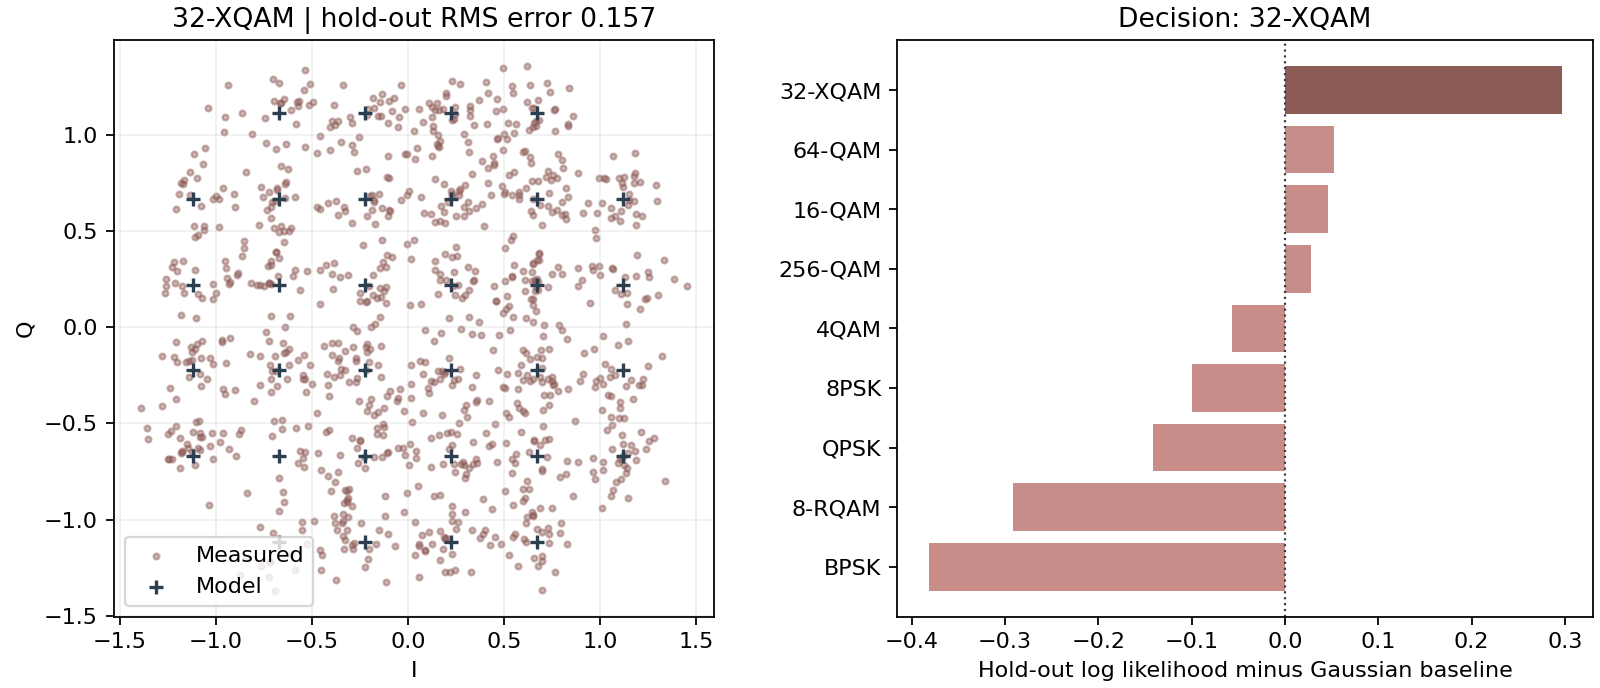 32-XQAM | hold-out RMS error 0.157
1.0
0.5
0.0
−0.5
−1.0
−1.5
Q
Measured
Model
−1.5
−1.0
−0.5
0.0
0.5
1.0
1.5
I
Decision: 32-XQAM
32-XQAM
64-QAM
16-QAM
256-QAM
4QAM
8PSK
QPSK
8-RQAM
BPSK
−0.4
−0.3
−0.2
−0.1
0.0
0.1
0.2
0.3
Hold-out log likelihood minus Gaussian baseline